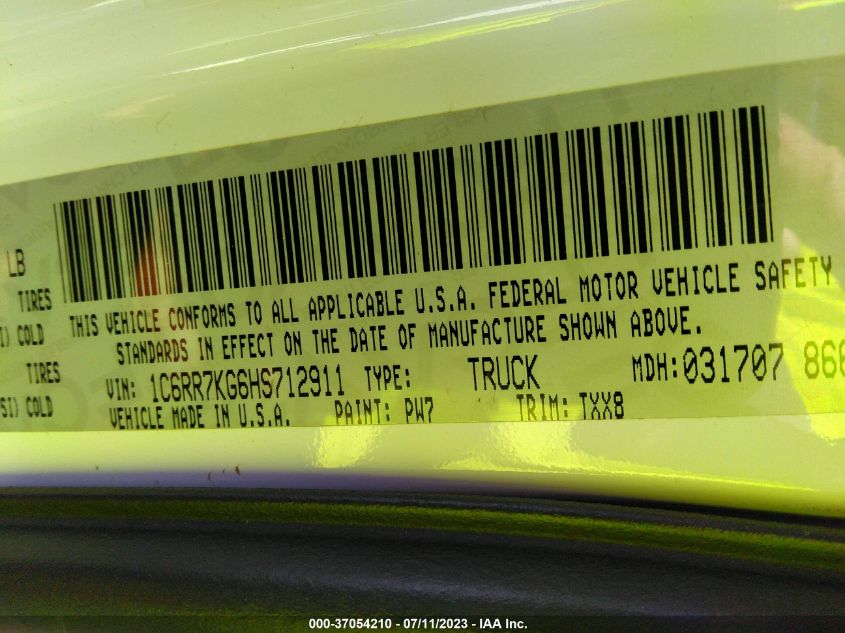 LB
THIS VEHICLE CONFORMS TO ALL APPLICABLE U.S.A. FEDERAL MOTOR VEHICLE SAFETY
TIRES
STANDARDS IN EFFECT ON THE DATE OF MANUFACTURE SHOWN ABOVE.
I) COLD
TIRES
VIN: 1C6RR7KG6HS712911 TYPE: TRUCK MDH:031707 866
SI) COLD
VEHICLE MADE IN U.S.A. PAINT: PW7 TRIM: TXX8
000-37054210 - 07/11/2023 - IAA Inc.